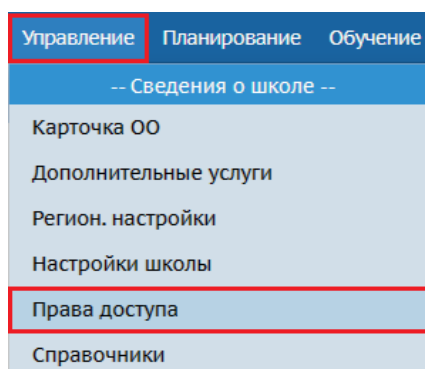 Управление Планирование Обучение
-- Сведения о школе --
Карточка ОО
Дополнительные услуги
Регион. настройки
Настройки школы
Права доступа
Справочники